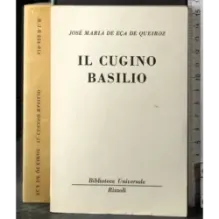 JOSÉ MARIA DE EÇA DE QUEIROZ
IL CUGINO
BASILIO
Biblioteca Universale
Rizzoli